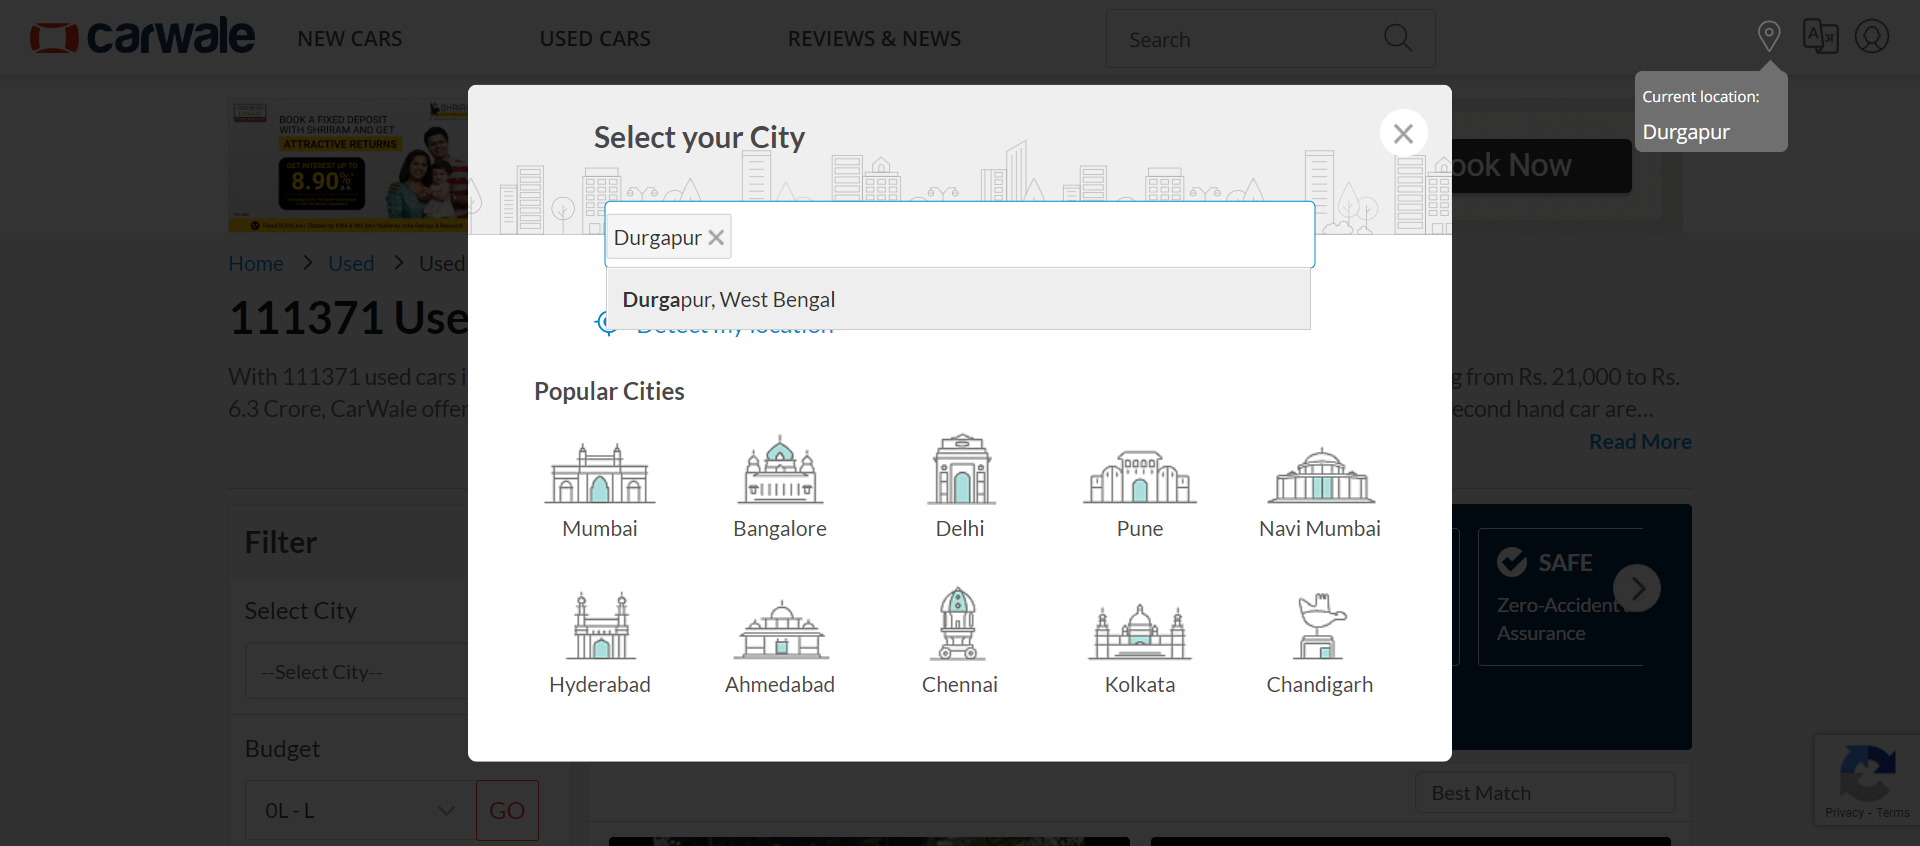 carwale
NEW CARS
USED CARS
REVIEWS & NEWS
Search
Current location:
Durgapur
BOOK A FIXED DEPOSIT
WITH SHRIRAM AND GET
ATTRACTIVE RETURNS
GET INTEREST UP TO
8.90%
Select your City
ook Now
Durgapur
Durgapur, West Bengal
Detect my location
Home > Used > Used
111371 Use
With 111371 used cars i
g from Rs. 21,000 to Rs.
6.3 Crore, CarWale offer
econd hand car are...
Read More
Popular Cities
Mumbai
Bangalore
Delhi
Pune
Navi Mumbai
Hyderabad
Ahmedabad
Chennai
Kolkata
Chandigarh
Filter
Select City
--Select City--
Budget
0L - L
GO
SAFE
Zero-Accident
Assurance
Best Match
Privacy - Terms